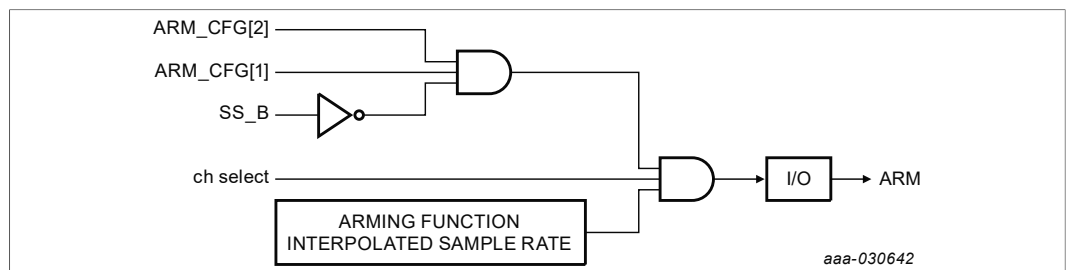 ARM_CFG[2]
ARM_CFG[1]
SS_B
ch select
I/O
ARM
ARMING FUNCTION
INTERPOLATED SAMPLE RATE
aaa-030642